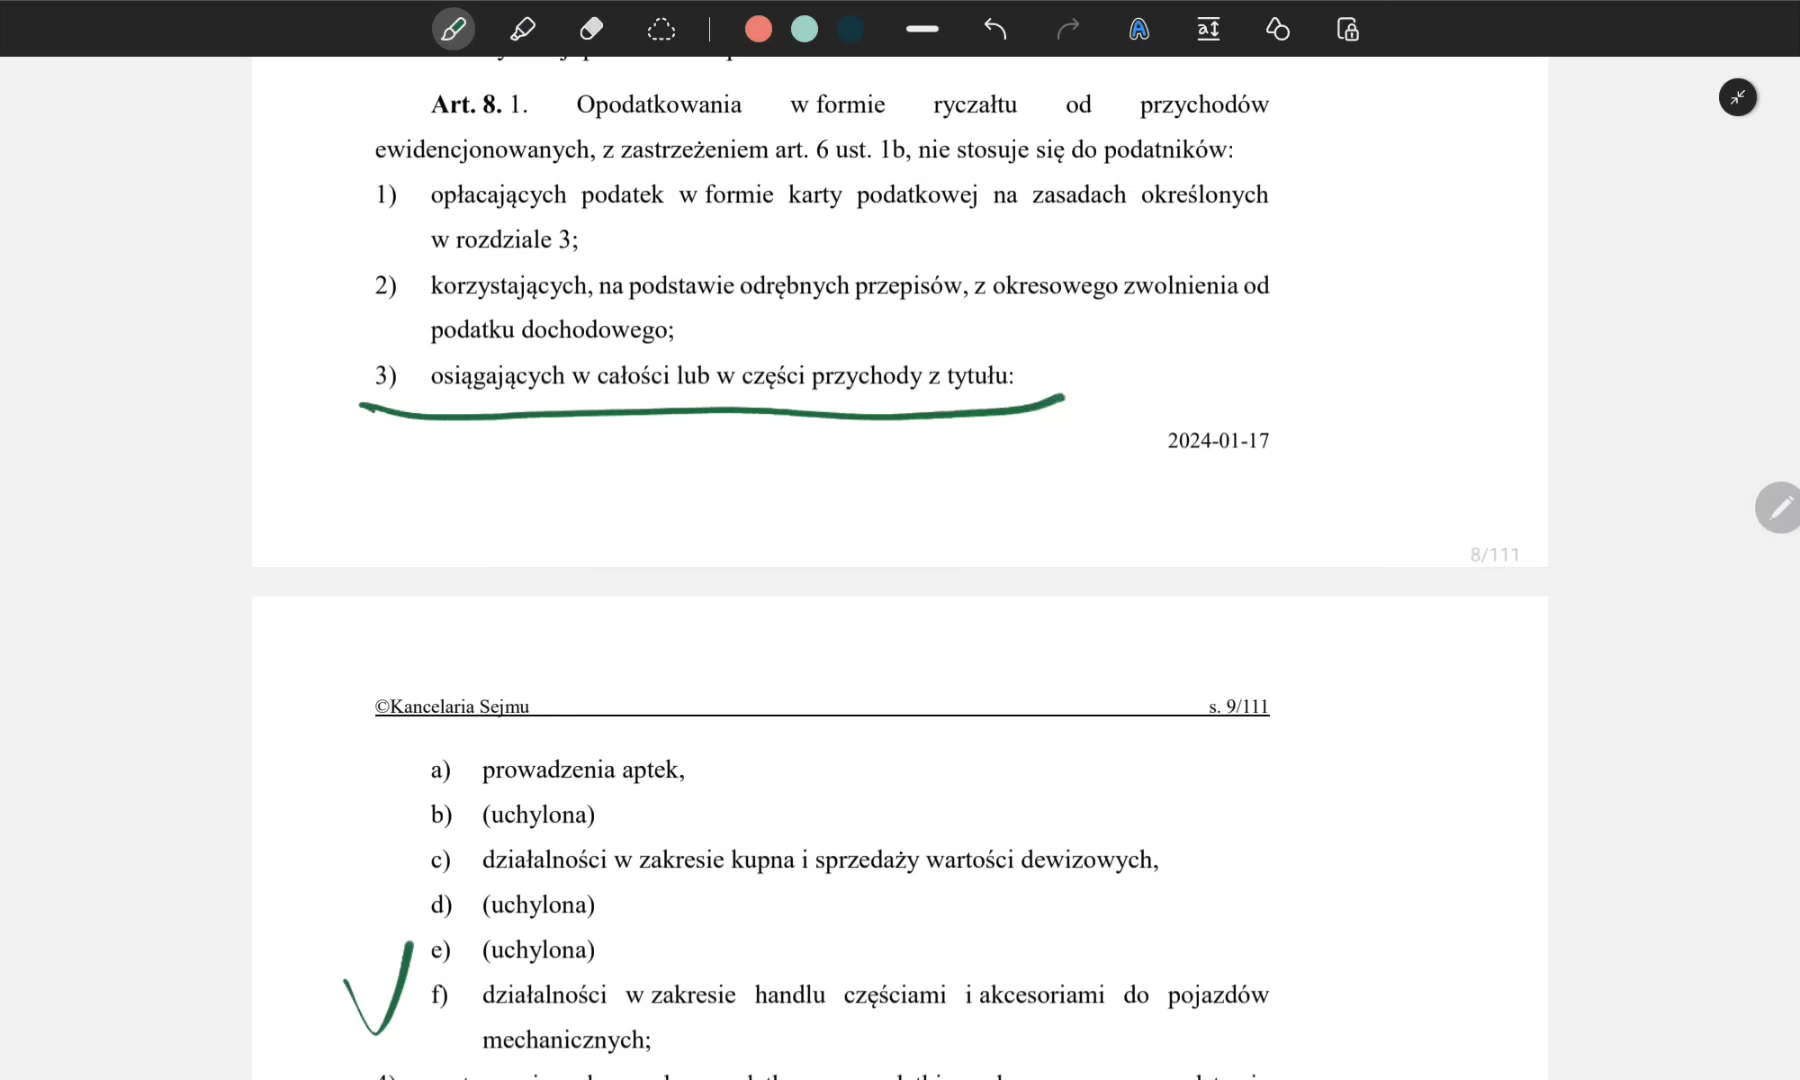 Art. 8. 1. Opodatkowania w formie ryczałtu od przychodów
ewidencjonowanych, z zastrzeżeniem art. 6 ust. 1b, nie stosuje się do podatników:
1) opłacających podatek w formie karty podatkowej na zasadach określonych
w rozdziale 3;
2) korzystających, na podstawie odrębnych przepisów, z okresowego zwolnienia od
podatku dochodowego;
3) osiągających w całości lub w części przychody z tytułu:
2024-01-17
8/111
©Kancelaria Sejmu s. 9/111
a) prowadzenia aptek,
b) (uchylona)
c) działalności w zakresie kupna i sprzedaży wartości dewizowych,
d) (uchylona)
e) (uchylona)
f) działalności w zakresie handlu częściami i akcesoriami do pojazdów
mechanicznych;